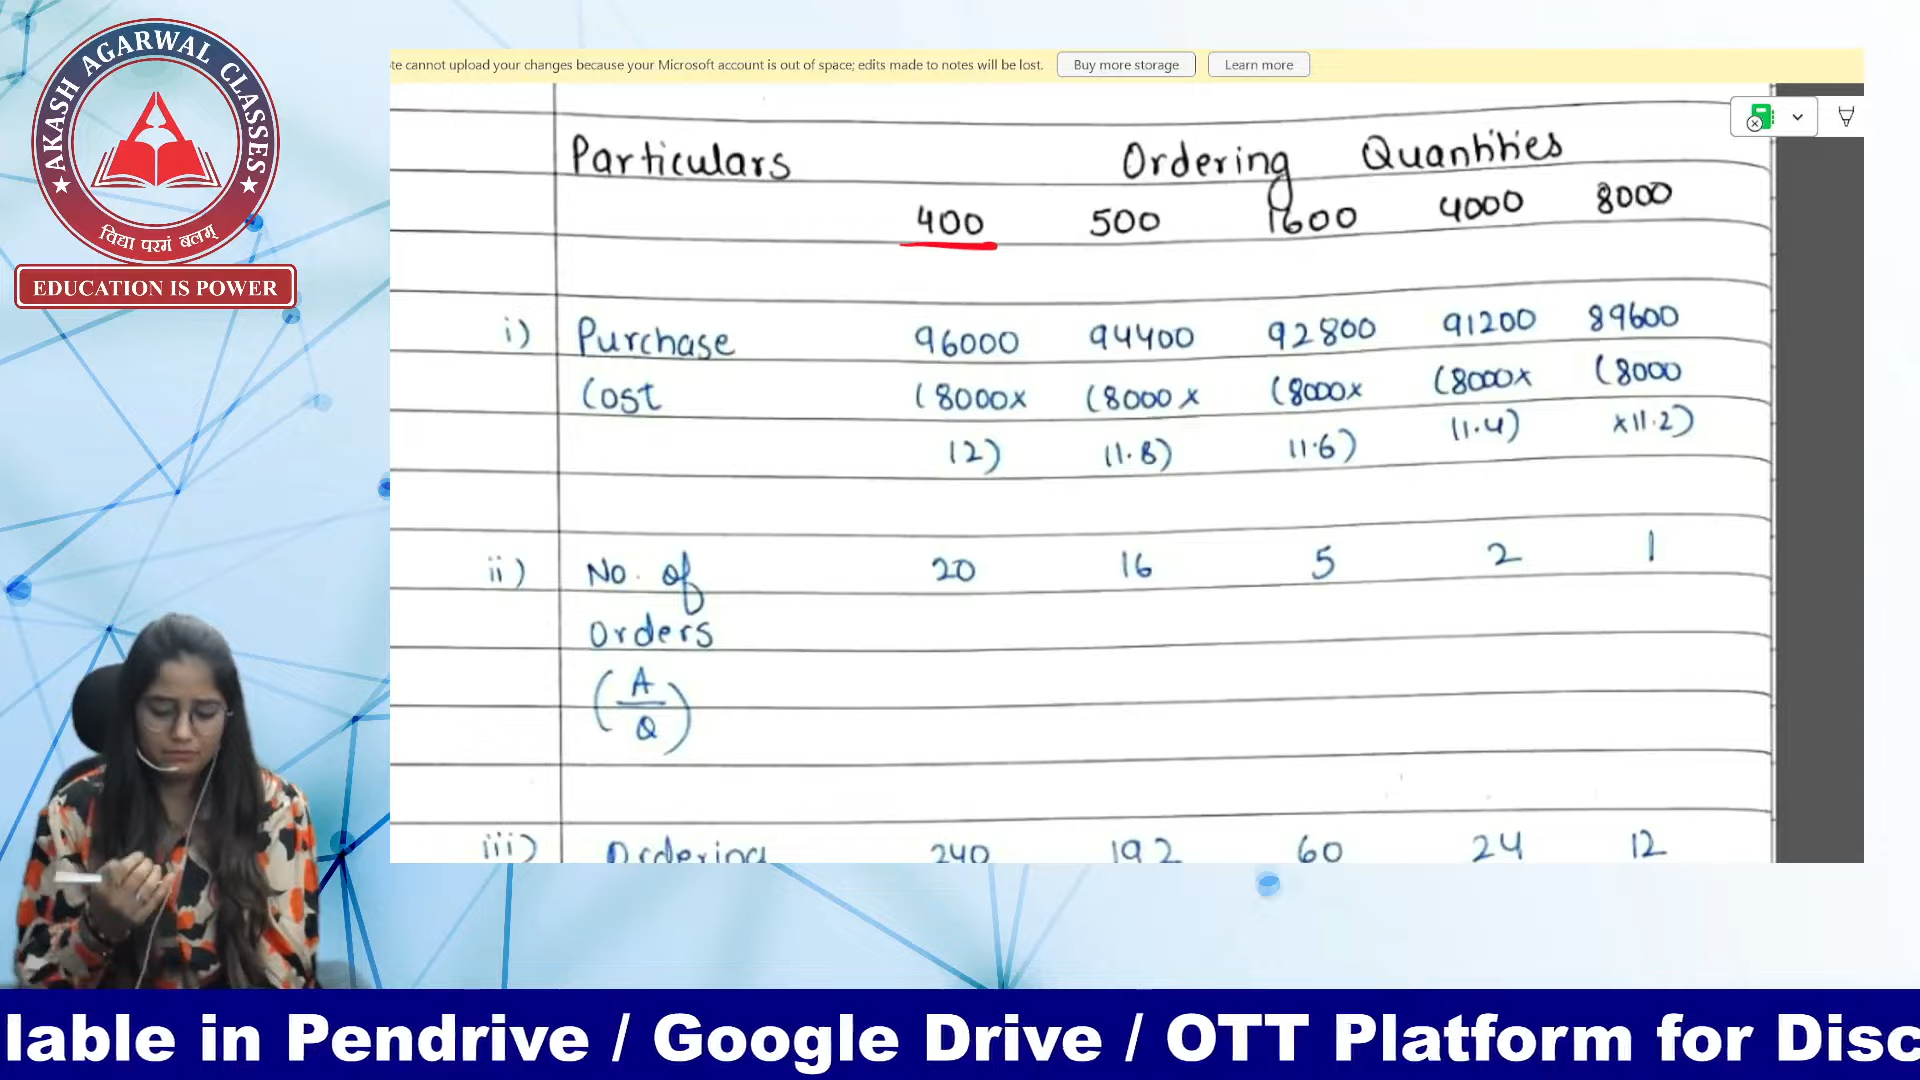 AKASH AGARWAL CLASSES
विद्या परमं बलम्
EDUCATION IS POWER
te cannot upload your changes because your Microsoft account is out of space; edits made to notes will be lost. Buy more storage Learn more
Particulars Ordering Quantities
400 500 1600 4000 8000
i) Purchase 96000 94400 92800 91200 89600
Cost (8000x (8000x (8000x (8000x (8000
12) 11.8) 11.6) 11.4) x11.2)
ii) No. of 20 16 5 2 1
Orders
(A
Q)
iii) Ordering 240 192 60 24 12
lable in Pendrive / Google Drive / OTT Platform for Disc